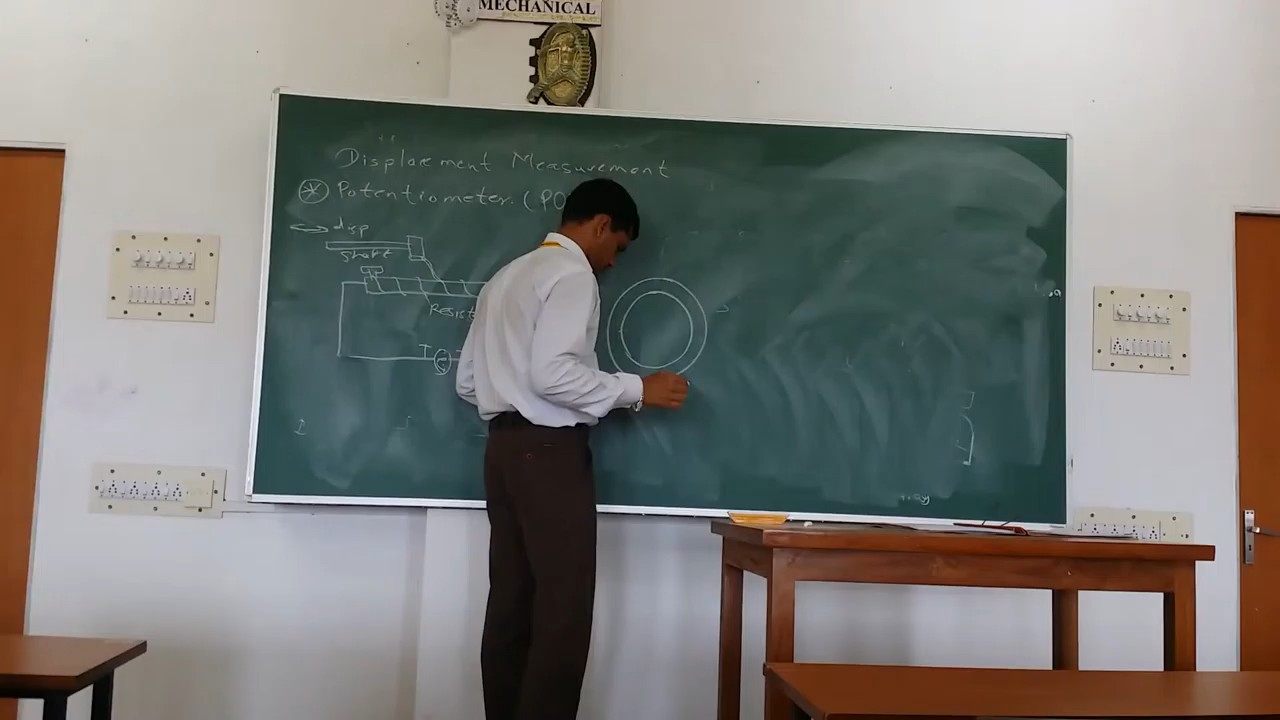 MECHANICAL
Displacement Measurement
* Potentiometer. (PO
disp
shaft
Resist